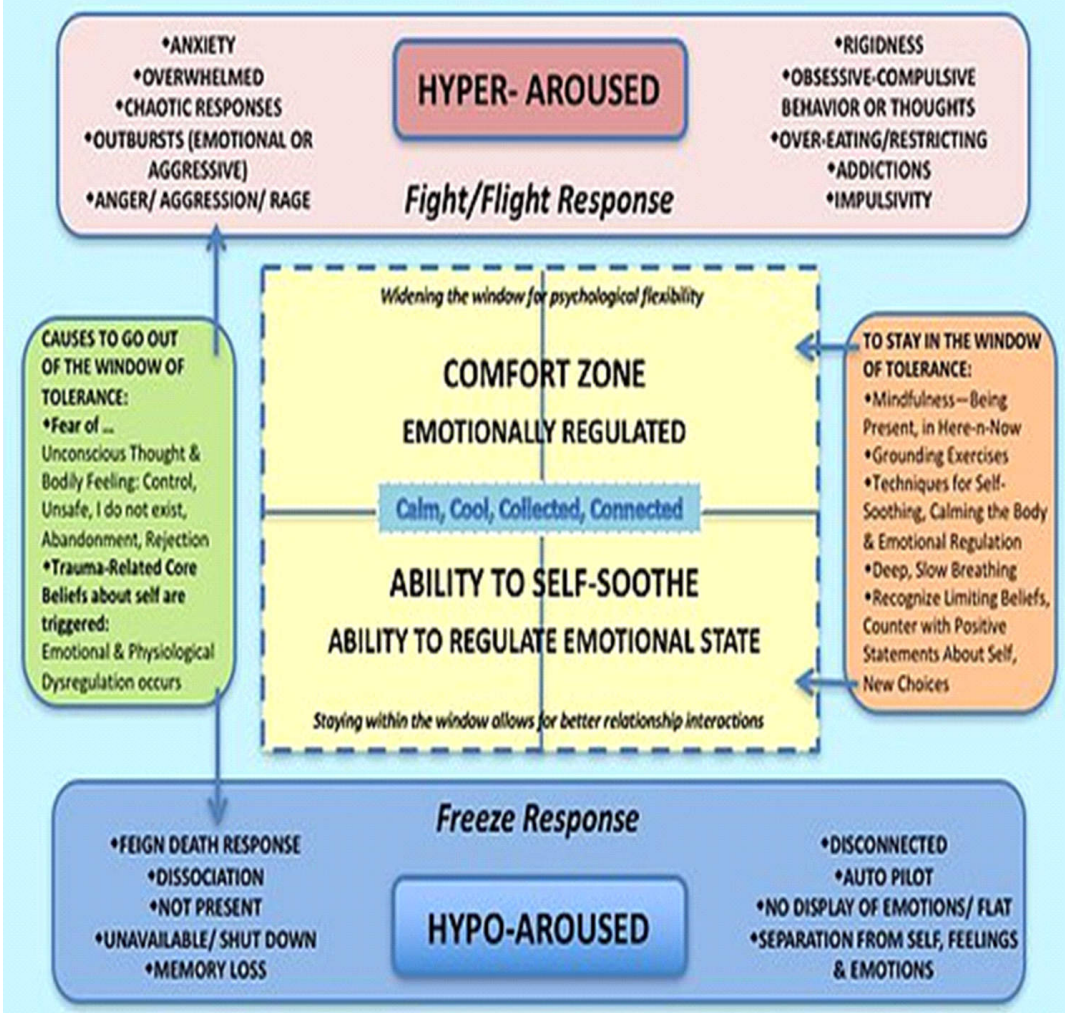 •ANXIETY
•OVERWHELMED
•CHAOTIC RESPONSES
•OUTBURSTS (EMOTIONAL OR
AGGRESSIVE)
•ANGER/ AGGRESSION/ RAGE
HYPER- AROUSED
Fight/Flight Response
•RIGIDNESS
•OBSESSIVE-COMPULSIVE
BEHAVIOR OR THOUGHTS
•OVER-EATING/RESTRICTING
•ADDICTIONS
•IMPULSIVITY
CAUSES TO GO OUT
OF THE WINDOW OF
TOLERANCE:
•Fear of ...
Unconscious Thought &
Bodily Feeling: Control,
Unsafe, I do not exist,
Abandonment, Rejection
•Trauma-Related Core
Beliefs about self are
triggered:
Emotional & Physiological
Dysregulation occurs
Widening the window for psychological flexibility
COMFORT ZONE
EMOTIONALLY REGULATED
Calm, Cool, Collected, Connected
ABILITY TO SELF-SOOTHE
ABILITY TO REGULATE EMOTIONAL STATE
Staying within the window allows for better relationship interactions
TO STAY IN THE WINDOW
OF TOLERANCE:
•Mindfulness—Being
Present, in Here-n-Now
•Grounding Exercises
•Techniques for Self-
Soothing, Calming the Body
& Emotional Regulation
•Deep, Slow Breathing
•Recognize Limiting Beliefs,
Counter with Positive
Statements About Self,
New Choices
Freeze Response
HYPO-AROUSED
•FEIGN DEATH RESPONSE
•DISSOCIATION
•NOT PRESENT
•UNAVAILABLE/ SHUT DOWN
•MEMORY LOSS
•DISCONNECTED
•AUTO PILOT
•NO DISPLAY OF EMOTIONS/ FLAT
•SEPARATION FROM SELF, FEELINGS
& EMOTIONS